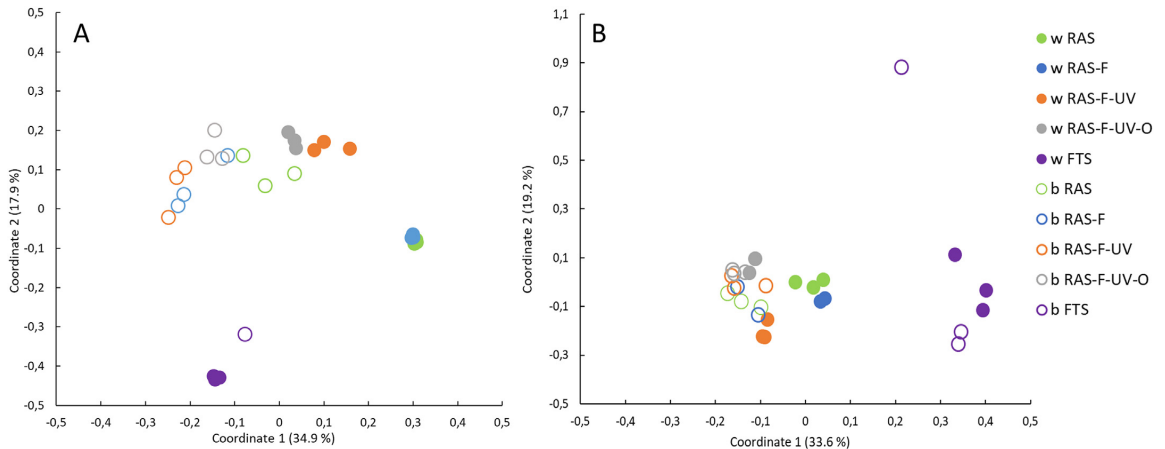 A
0,5
0,4
0,3
0,2
0,1
0
-0,1
-0,2
-0,3
-0,4
-0,5
Coordinate 2 (17.9 %)
-0,5 -0,4 -0,3 -0,2 -0,1 0 0,1 0,2 0,3 0,4 0,5
Coordinate 1 (34.9 %)
B
1,1
0,9
0,7
0,5
0,3
0,1
-0,1
-0,3
-0,5
Coordinate 2 (19.2 %)
-0,5 -0,4 -0,3 -0,2 -0,1 0 0,1 0,2 0,3 0,4 0,5
Coordinate 1 (33.6 %)
w RAS
w RAS-F
w RAS-F-UV
w RAS-F-UV-O
w FTS
b RAS
b RAS-F
b RAS-F-UV
b RAS-F-UV-O
b FTS